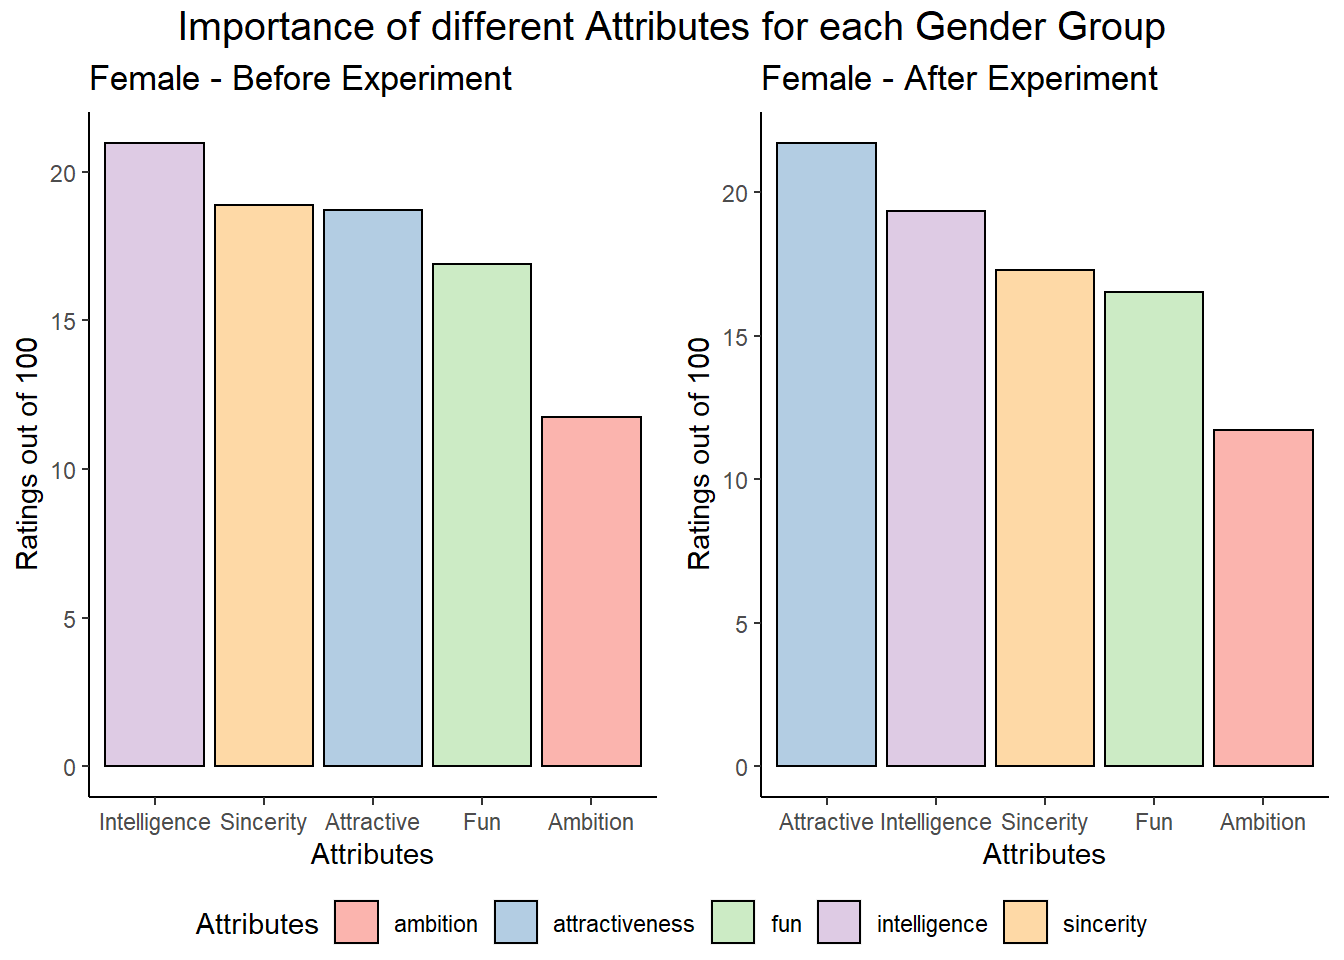 Importance of different Attributes for each Gender Group
Female - Before Experiment
Ratings out of 100
20
15
10
5
0
Intelligence Sincerity Attractive Fun Ambition
Attributes
Female - After Experiment
Ratings out of 100
20
15
10
5
0
Attractive Intelligence Sincerity Fun Ambition
Attributes
Attributes ambition attractiveness fun intelligence sincerity